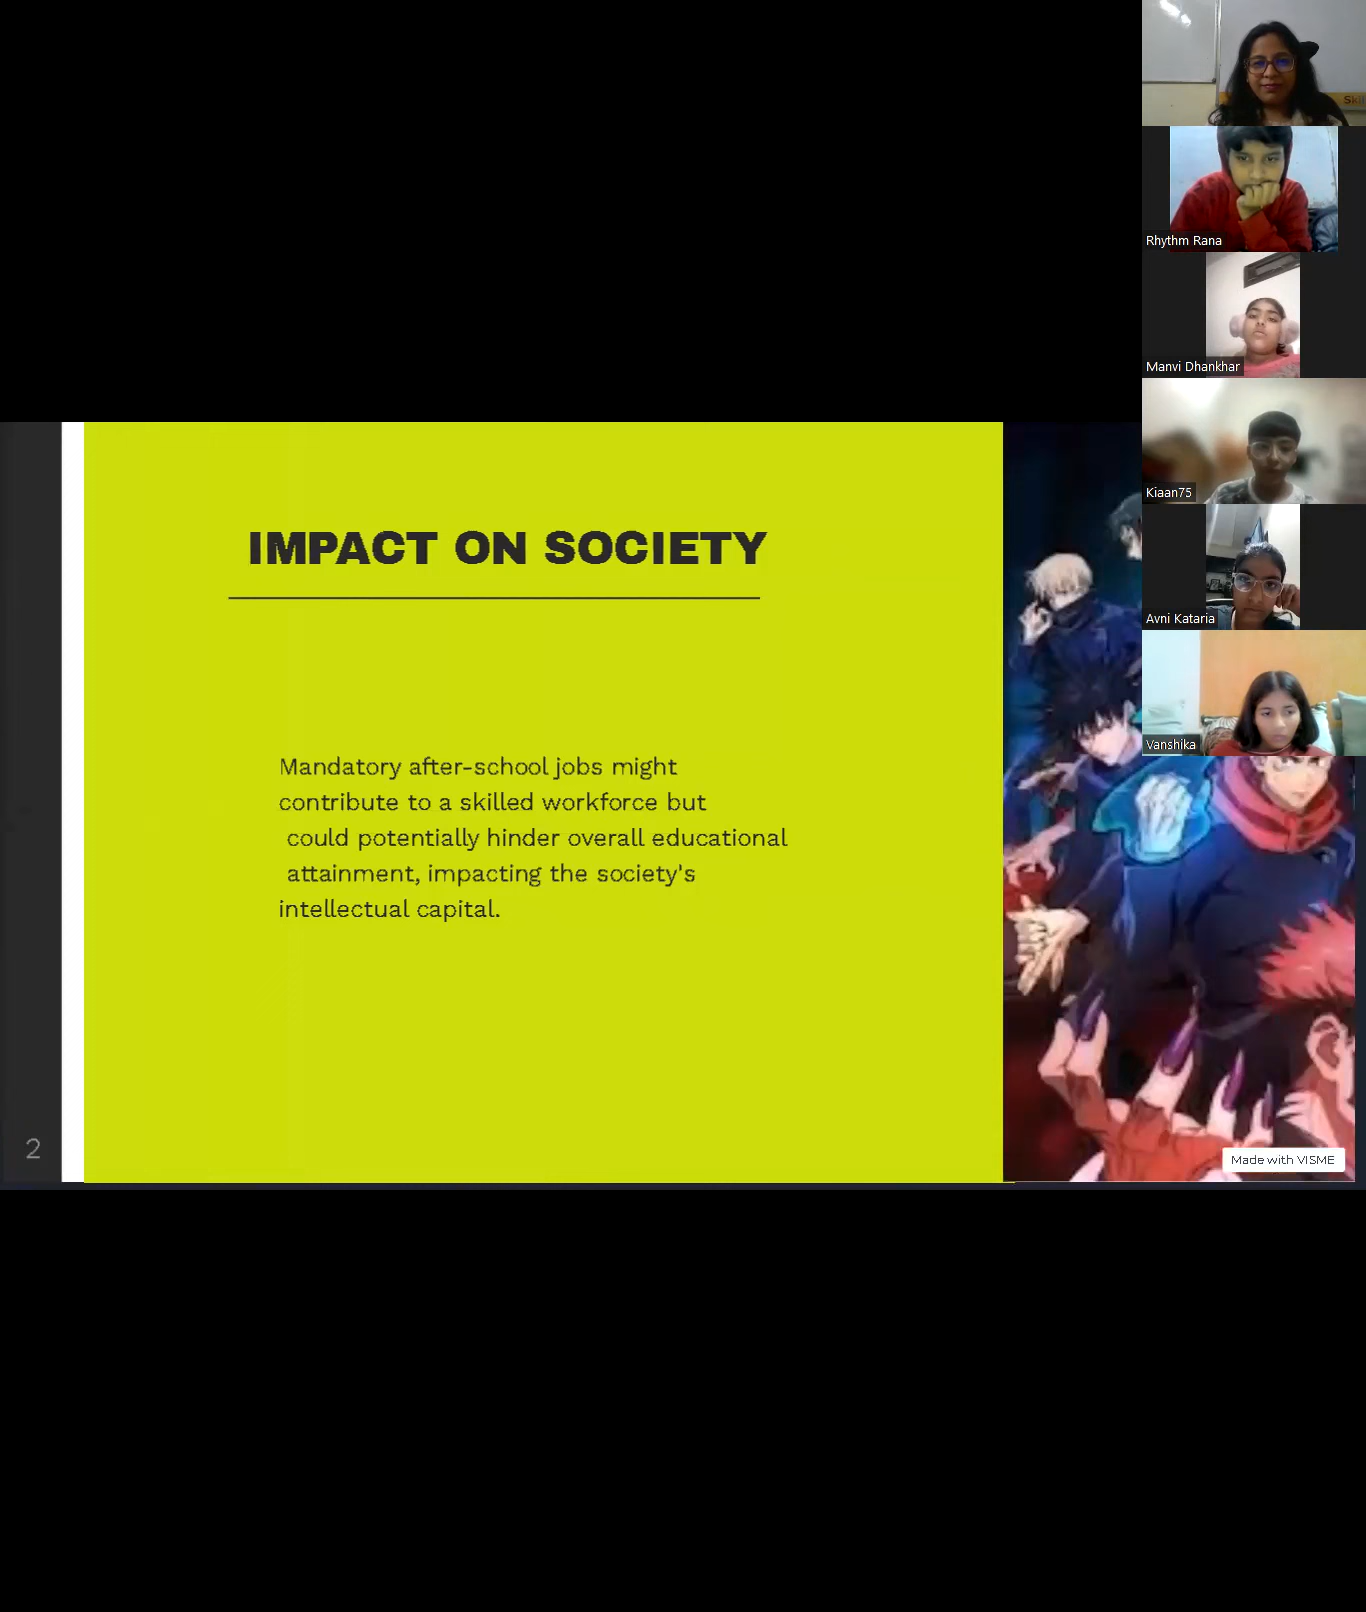 Skil
Rhythm Rana
Manvi Dhankhar
Kiaan75
Avni Kataria
Vanshika
IMPACT ON SOCIETY
Mandatory after-school jobs might
contribute to a skilled workforce but
could potentially hinder overall educational
attainment, impacting the society's
intellectual capital.
2
Made with VISME